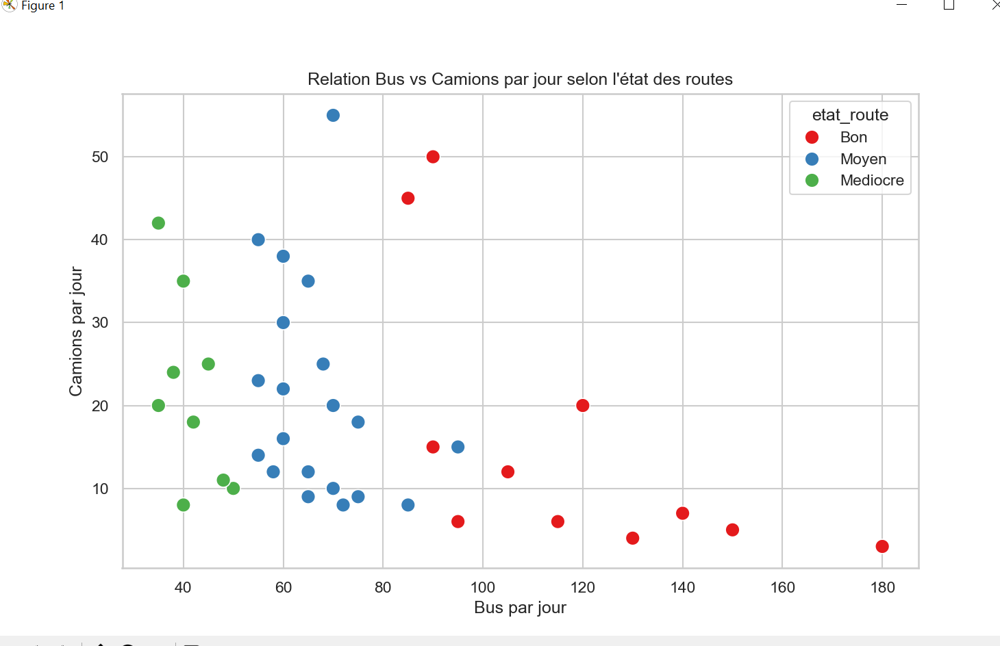 Figure 1
Relation Bus vs Camions par jour selon l'état des routes
etat_route
Bon
Moyen
Mediocre
50
40
30
20
10
Camions par jour
40 60 80 100 120 140 160 180
Bus par jour